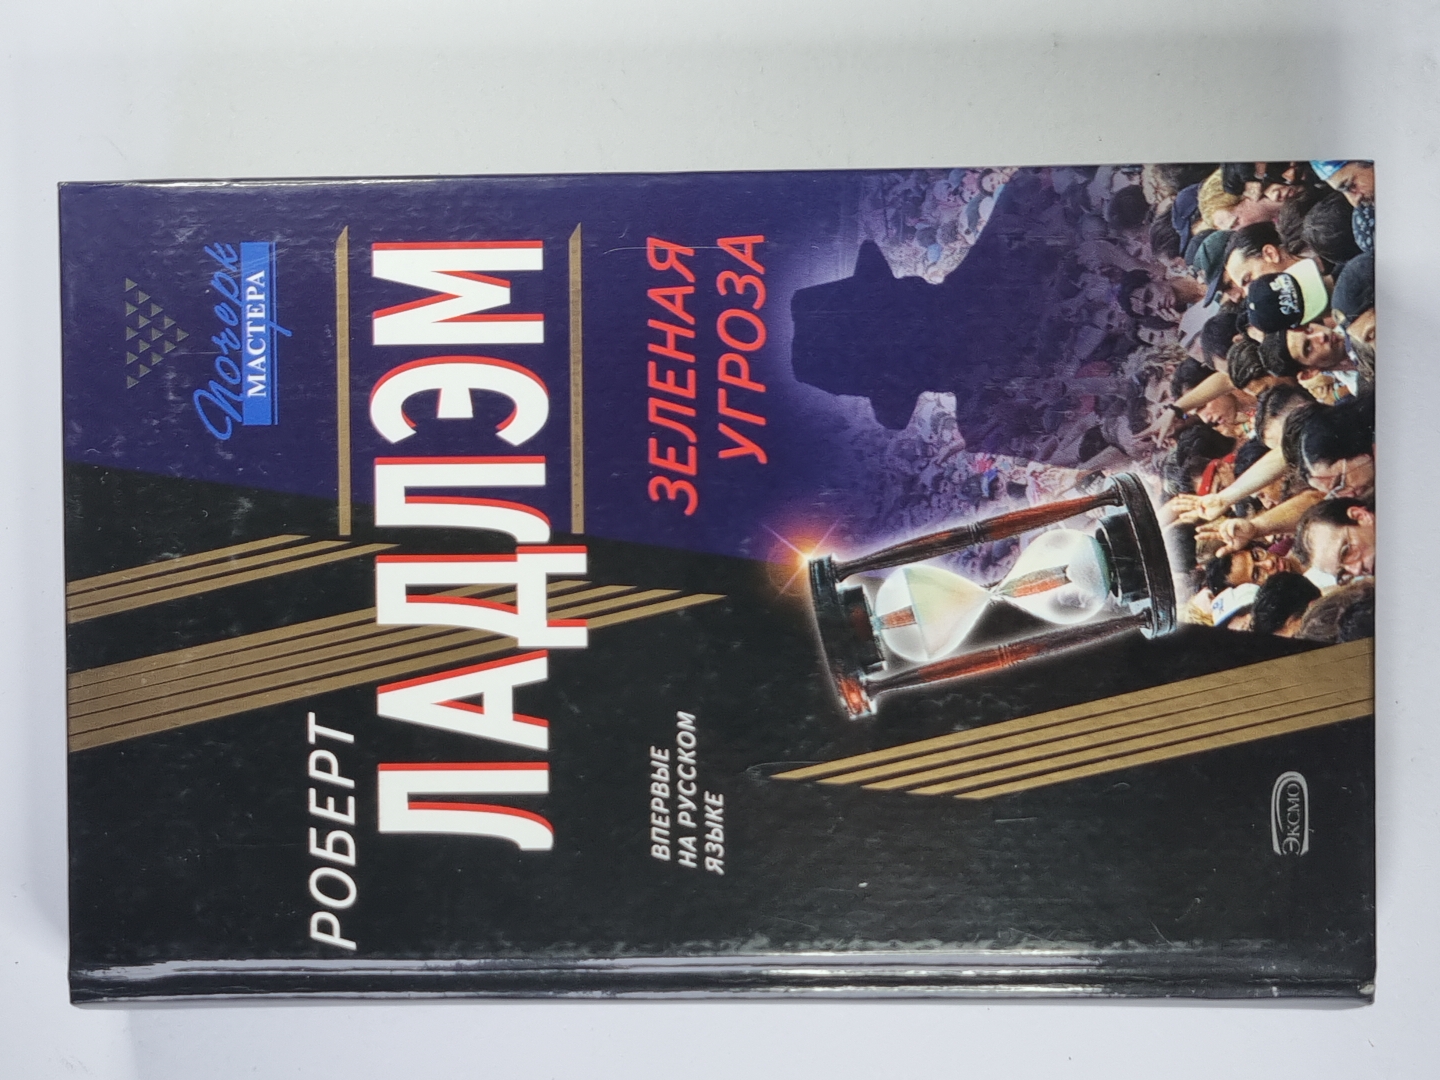 Почерк
МАСТЕРА
РОБЕРТ
ЛАДЛЭМ
ЗЕЛЕНАЯ
УГРОЗА
ВПЕРВЫЕ
НА РУССКОМ
ЯЗЫКЕ
ЭКСМО